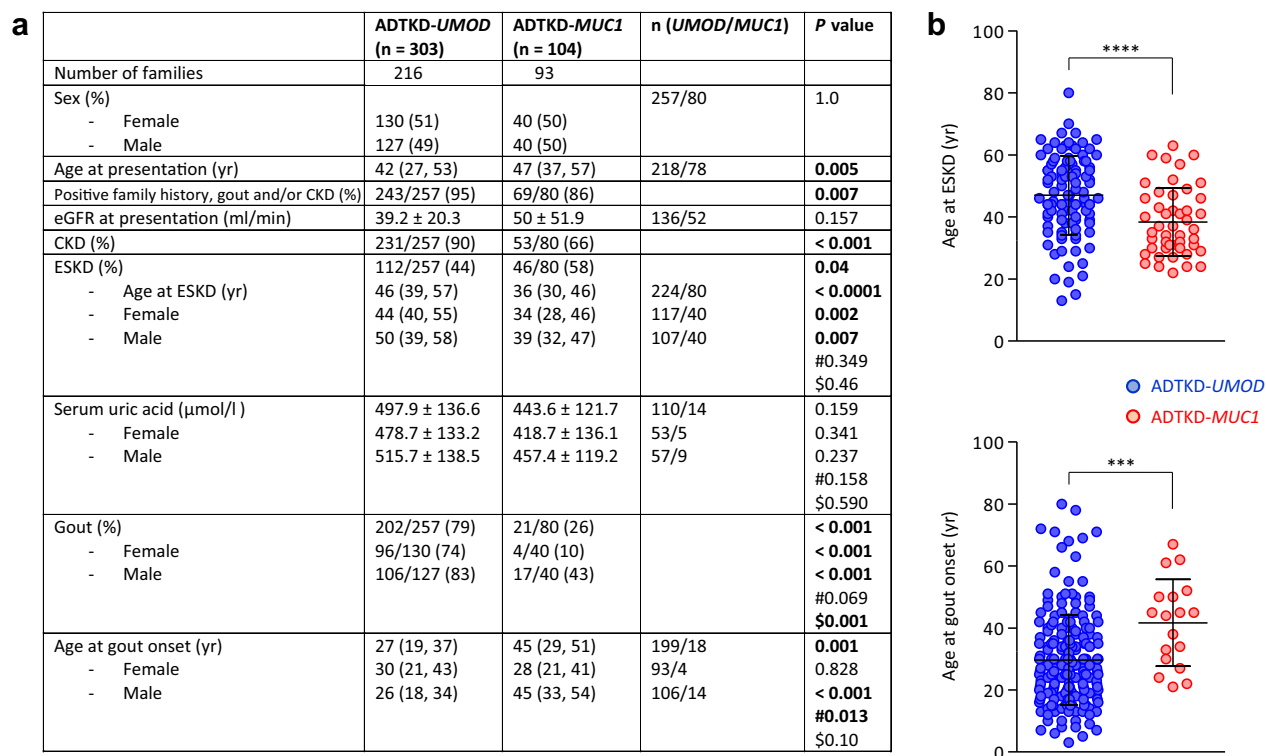 a
ADTKD-UMOD (n = 303) ADTKD-MUC1 (n = 104) n (UMOD/MUC1) P value
Number of families 216 93
Sex (%) 257/80 1.0
- Female 130 (51) 40 (50)
- Male 127 (49) 40 (50)
Age at presentation (yr) 42 (27, 53) 47 (37, 57) 218/78 0.005
Positive family history, gout and/or CKD (%) 243/257 (95) 69/80 (86) 0.007
eGFR at presentation (ml/min) 39.2 ± 20.3 50 ± 51.9 136/52 0.157
CKD (%) 231/257 (90) 53/80 (66) < 0.001
ESKD (%) 112/257 (44) 46/80 (58) 0.04
- Age at ESKD (yr) 46 (39, 57) 36 (30, 46) 224/80 < 0.0001
- Female 44 (40, 55) 34 (28, 46) 117/40 0.002
- Male 50 (39, 58) 39 (32, 47) 107/40 0.007
#0.349
$0.46
Serum uric acid (µmol/l ) 497.9 ± 136.6 443.6 ± 121.7 110/14 0.159
- Female 478.7 ± 133.2 418.7 ± 136.1 53/5 0.341
- Male 515.7 ± 138.5 457.4 ± 119.2 57/9 0.237
#0.158
$0.590
Gout (%) 202/257 (79) 21/80 (26) < 0.001
- Female 96/130 (74) 4/40 (10) < 0.001
- Male 106/127 (83) 17/40 (43) < 0.001
#0.069
$0.001
Age at gout onset (yr) 27 (19, 37) 45 (29, 51) 199/18 0.001
- Female 30 (21, 43) 28 (21, 41) 93/4 0.828
- Male 26 (18, 34) 45 (33, 54) 106/14 < 0.001
#0.013
$0.10
b
Age at ESKD (yr)
100
80
60
40
20
0
****
ADTKD-UMOD
ADTKD-MUC1
Age at gout onset (yr)
100
80
60
40
20
0
***